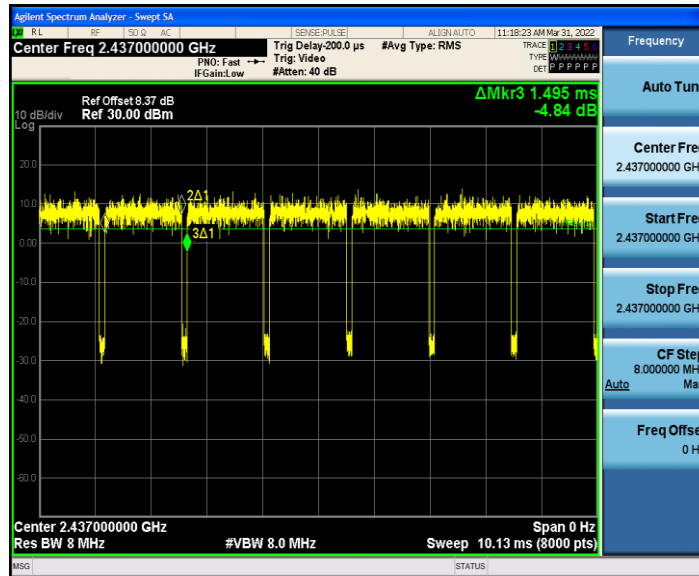 Agilent Spectrum Analyzer - Swept SA
RL RF 50 Ω AC SENSE:PULSE ALIGN AUTO 11:18:23 AM Mar 31, 2022
Center Freq 2.437000000 GHz
PNO: Fast
IFGain:Low
Trig Delay-200.0 µs
Trig: Video
#Atten: 40 dB
#Avg Type: RMS
TRACE 1 2 3 4 5 6
TYPE W
DET P P P P P P
Ref Offset 8.37 dB
Ref 30.00 dBm
10 dB/div
Log
ΔMkr3 1.495 ms
-4.84 dB
20.0
10.0
0.00
-10.0
-20.0
-30.0
-40.0
-50.0
-60.0
2Δ1
3Δ1
Center 2.437000000 GHz
Span 0 Hz
Res BW 8 MHz
#VBW 8.0 MHz
Sweep 10.13 ms (8000 pts)
MSG
STATUS
Frequency
Auto Tun
Center Fre
2.437000000 GH
Start Fre
2.437000000 GH
Stop Fre
2.437000000 GH
CF Step
8.000000 MH
Auto Ma
Freq Offse
0 H